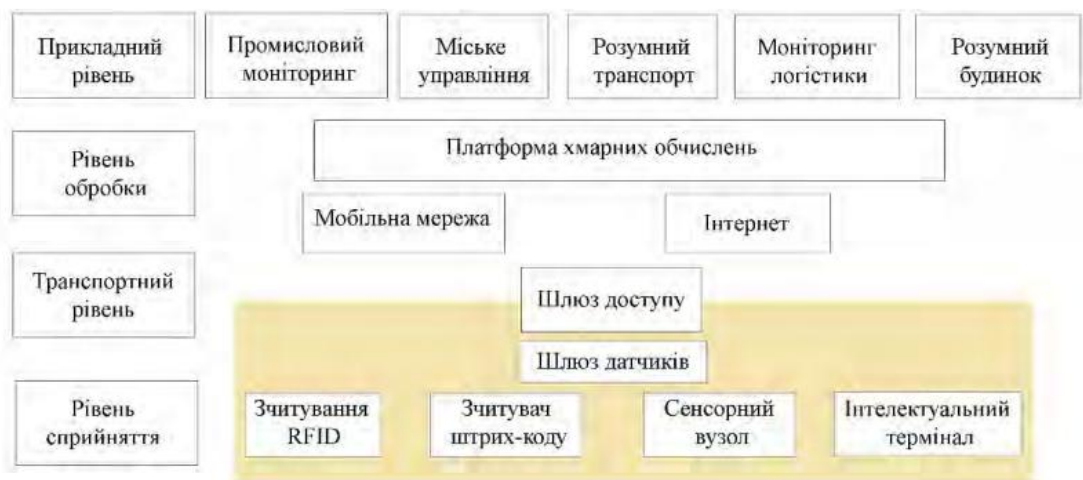 Прикладний
рівень
Промисловий
моніторинг
Міське
управління
Розумний
транспорт
Моніторинг
логістики
Розумний
будинок
Рівень
обробки
Платформа хмарних обчислень
Мобільна мережа
Інтернет
Транспортний
рівень
Шлюз доступу
Шлюз датчиків
Рівень
сприйняття
Зчитування
RFID
Зчитувач
штрих-коду
Сенсорний
вузол
Інтелектуальний
термінал